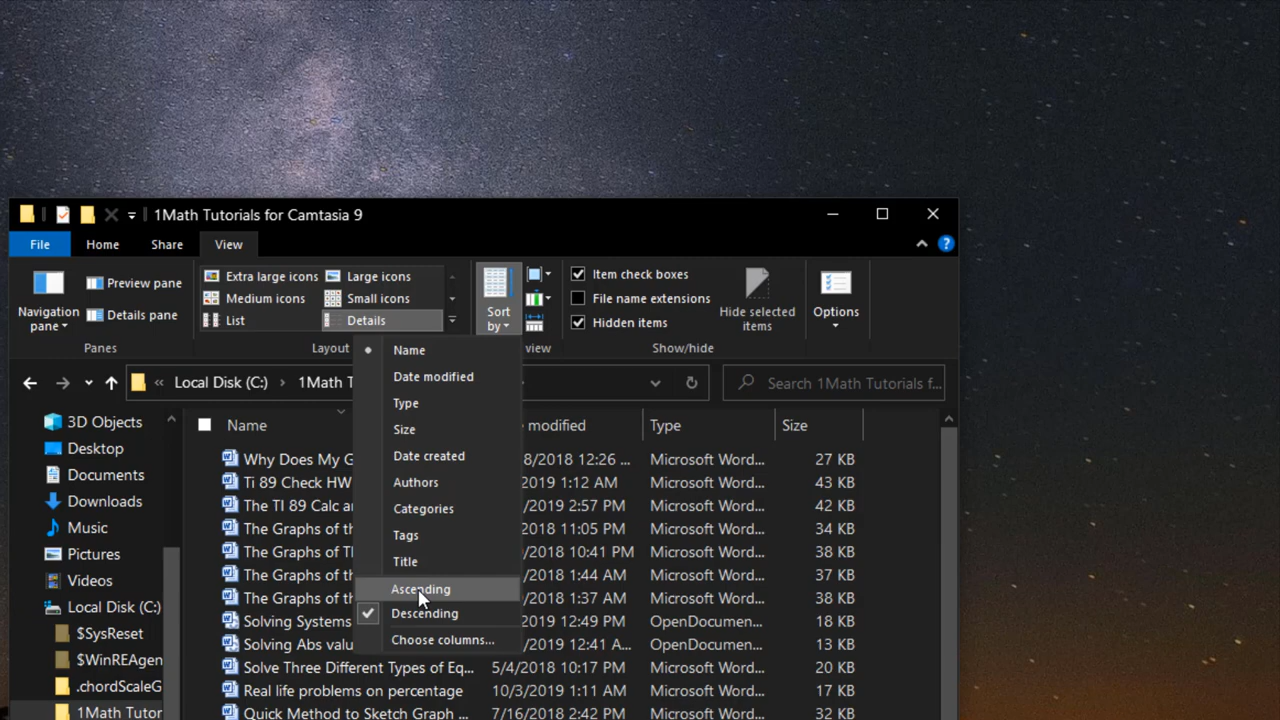 1Math Tutorials for Camtasia 9
File Home Share View
Extra large icons Large icons
Medium icons Small icons
List Details
Navigation pane
Preview pane
Details pane
Panes
Layout
Sort by
view
Item check boxes
File name extensions
Hidden items
Hide selected items
Show/hide
Options
Name
Date modified
Type
Size
Date created
Authors
Categories
Tags
Title
Ascending
Descending
Choose columns...
« Local Disk (C:) › 1Math T
Search 1Math Tutorials f...
3D Objects
Desktop
Documents
Downloads
Music
Pictures
Videos
Local Disk (C:)
$SysReset
$WinREAgen
.chordScaleG
1Math Tutor
Name modified Type Size
Why Does My G 8/2018 12:26 ... Microsoft Word... 27 KB
Ti 89 Check HW /2019 1:12 AM Microsoft Word... 43 KB
The TI 89 Calc a /2019 2:57 PM Microsoft Word... 42 KB
The Graphs of th /2018 11:05 PM Microsoft Word... 34 KB
The Graphs of T /2018 10:41 PM Microsoft Word... 38 KB
The Graphs of th /2018 1:44 AM Microsoft Word... 37 KB
The Graphs of th /2018 1:37 AM Microsoft Word... 38 KB
Solving Systems /2018 12:49 PM OpenDocumen... 18 KB
Solving Abs valu /2018 12:41 A... OpenDocumen... 34 KB
Solve Three Different Types of Eq... 5/4/2018 10:17 PM Microsoft Word... 20 KB
Real life problems on percentage 10/3/2019 1:11 AM Microsoft Word... 17 KB
Quick Method to Sketch Graph ... 7/16/2018 2:42 PM Microsoft Word... 32 KB